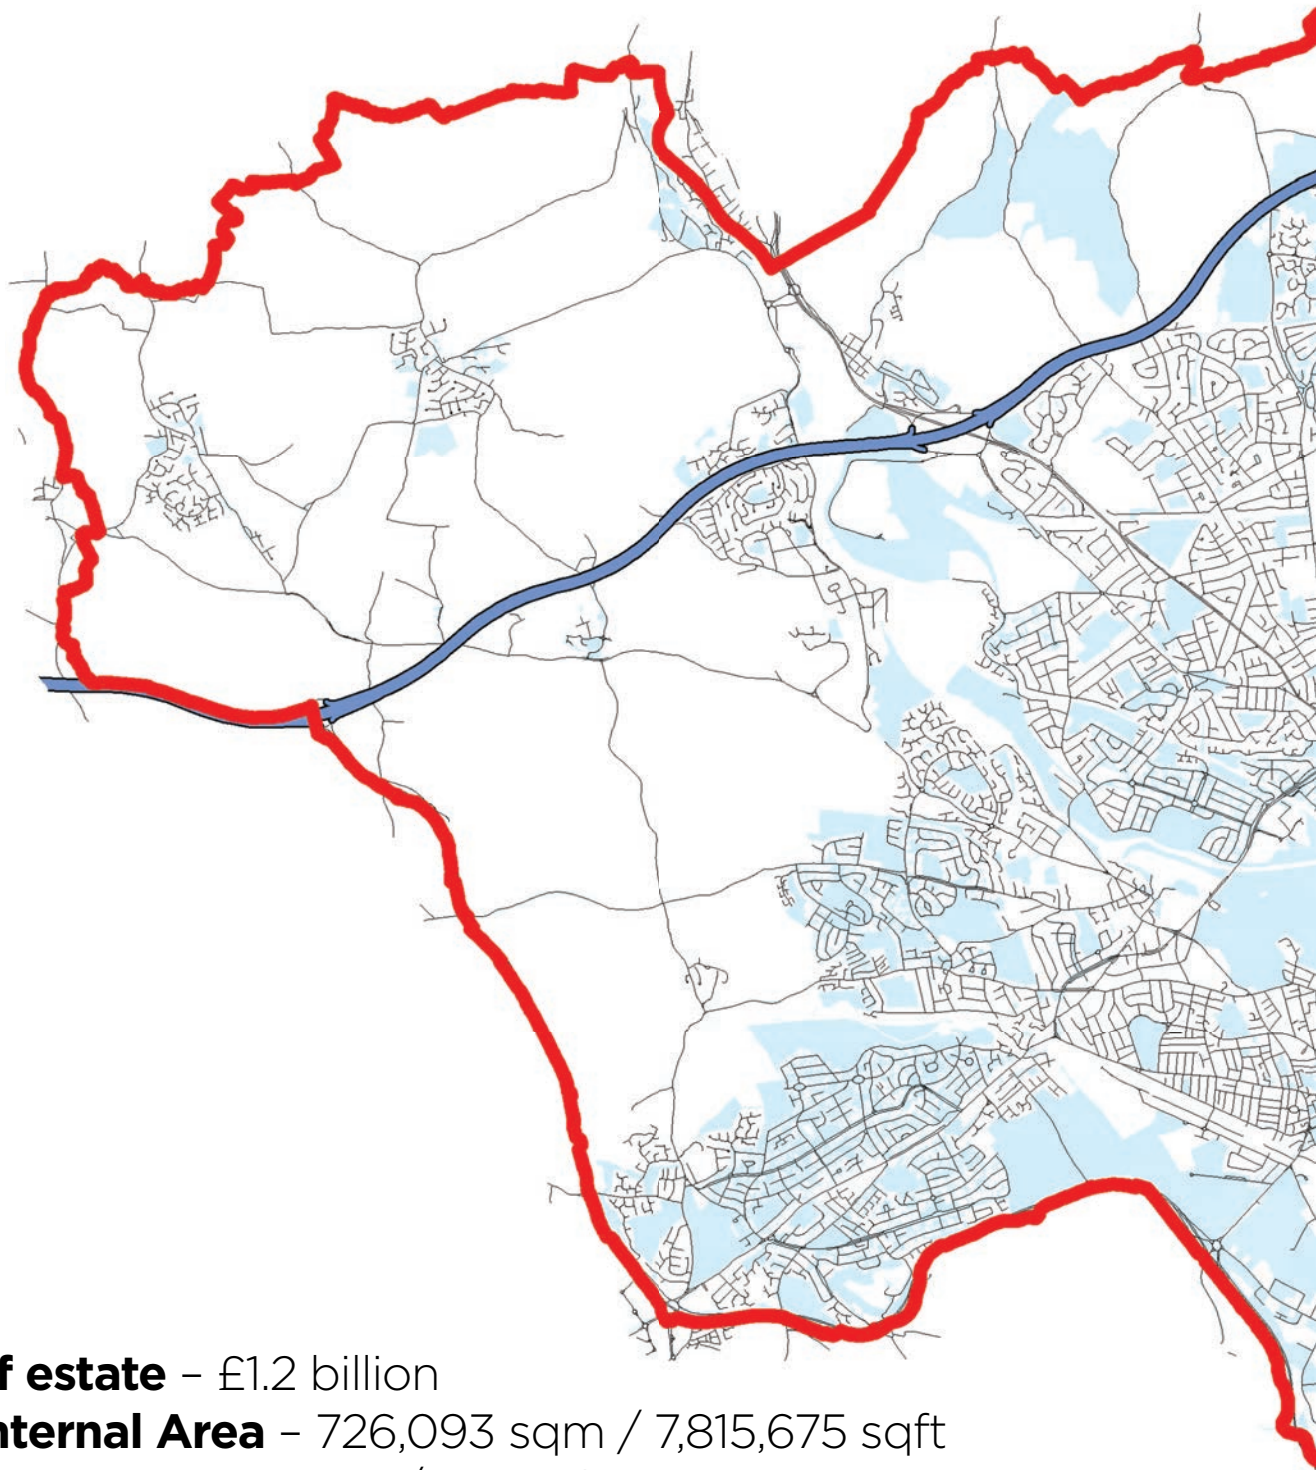 f estate – £1.2 billion
nternal Area – 726,093 sqm / 7,815,675 sqft